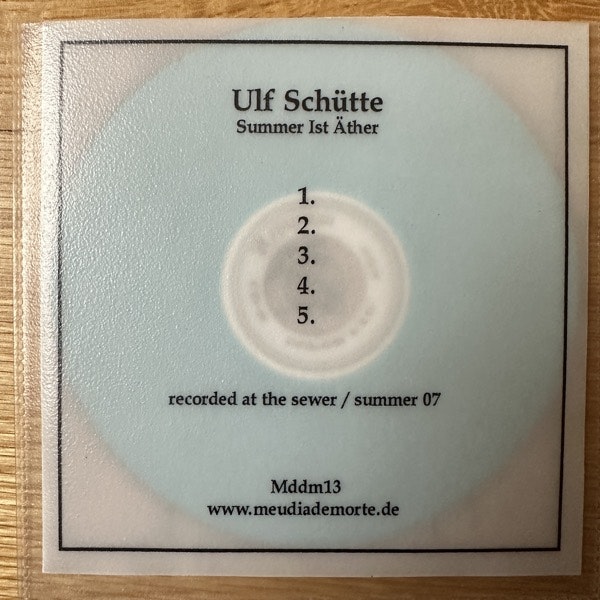 Ulf Schütte
Summer Ist Äther
1.
2.
3.
4.
5.
recorded at the sewer / summer 07
Mddm13
www.meudiademorte.de